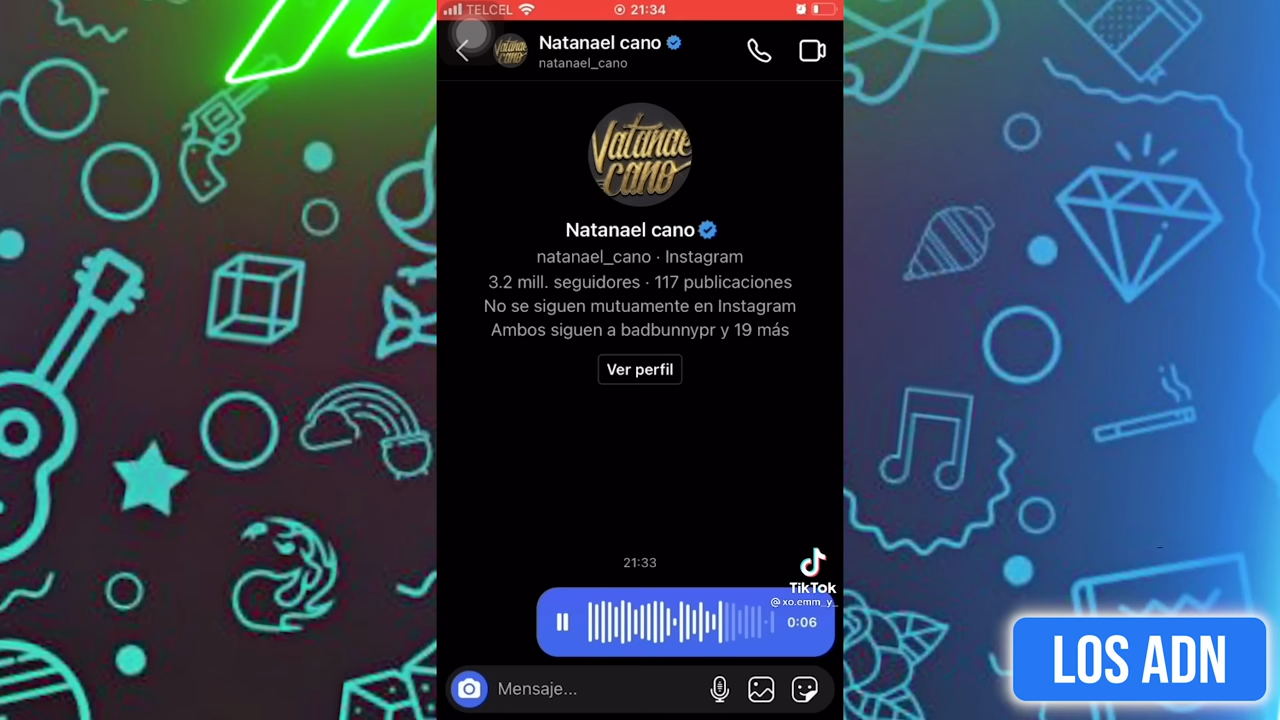 TELCEL
21:34
Natanael cano
natanael_cano
Natanael cano
Natanael cano
natanael_cano · Instagram
3.2 mill. seguidores · 117 publicaciones
No se siguen mutuamente en Instagram
Ambos siguen a badbunnypr y 19 más
Ver perfil
21:33
TikTok
@xo.emm_y_
0:06
Mensaje...
LOS ADN